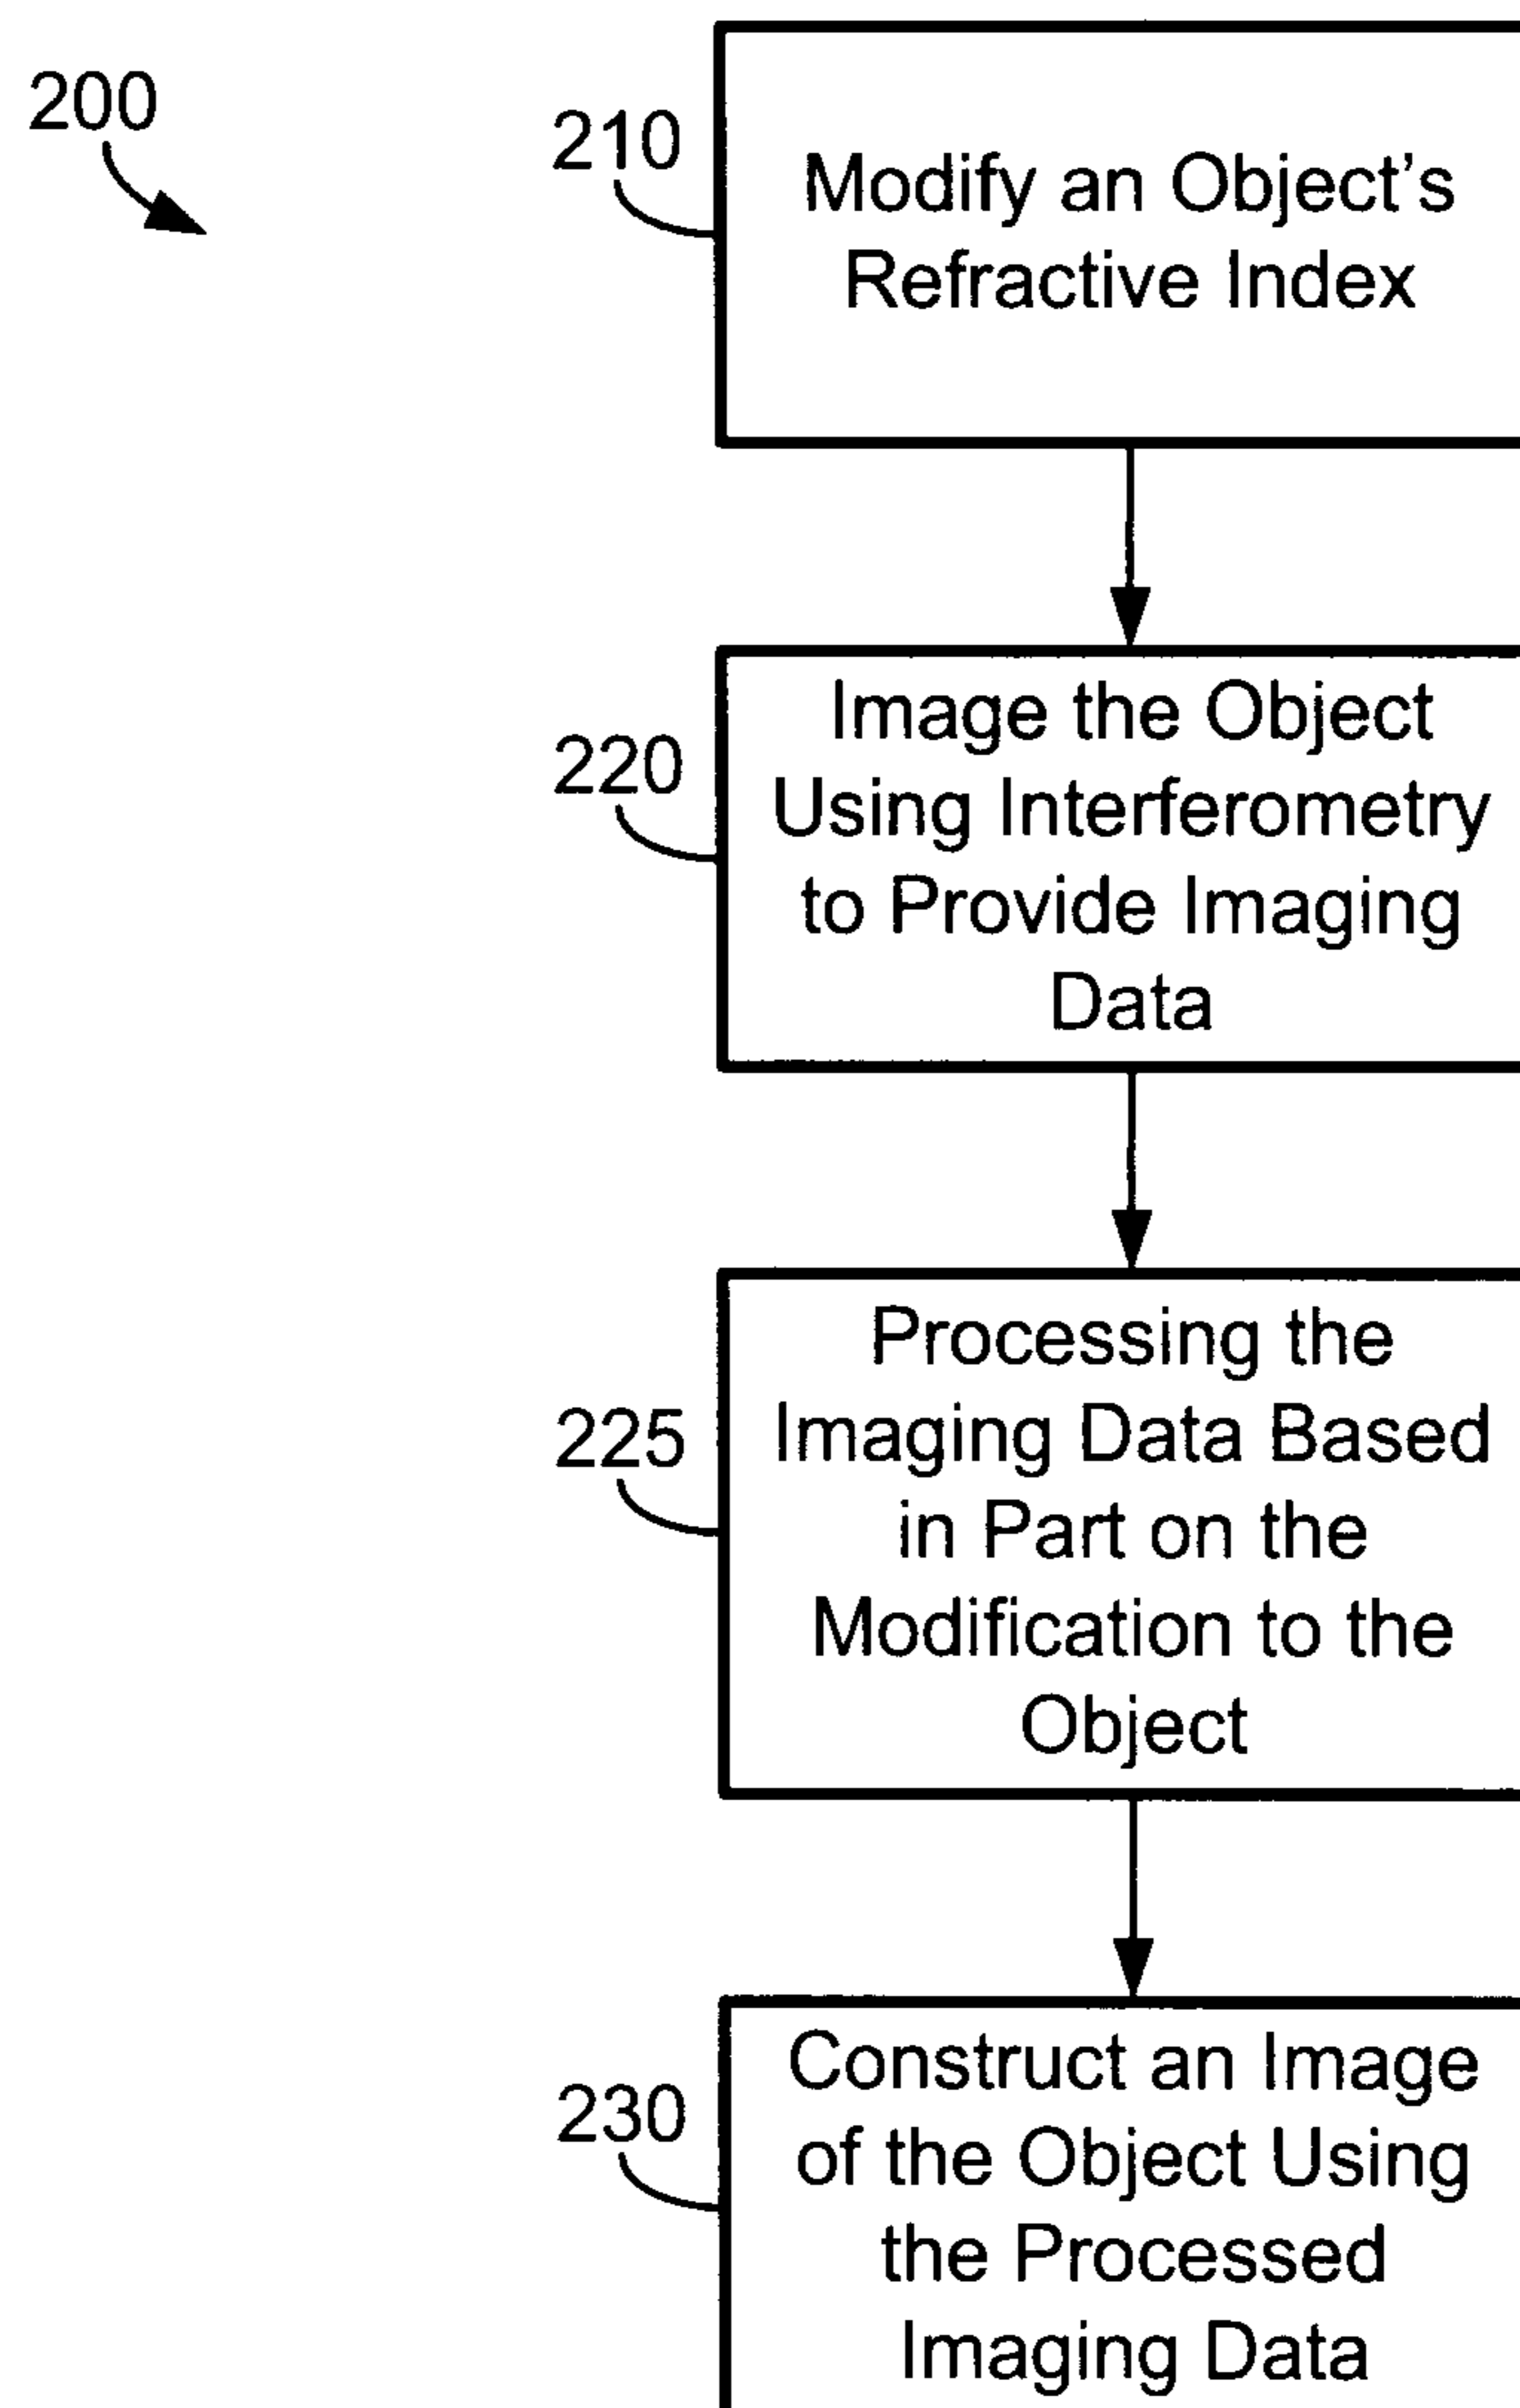 200
210
Modify an Object's
Refractive Index
220
Image the Object
Using Interferometry
to Provide Imaging
Data
225
Processing the
Imaging Data Based
in Part on the
Modification to the
Object
230
Construct an Image
of the Object Using
the Processed
Imaging Data